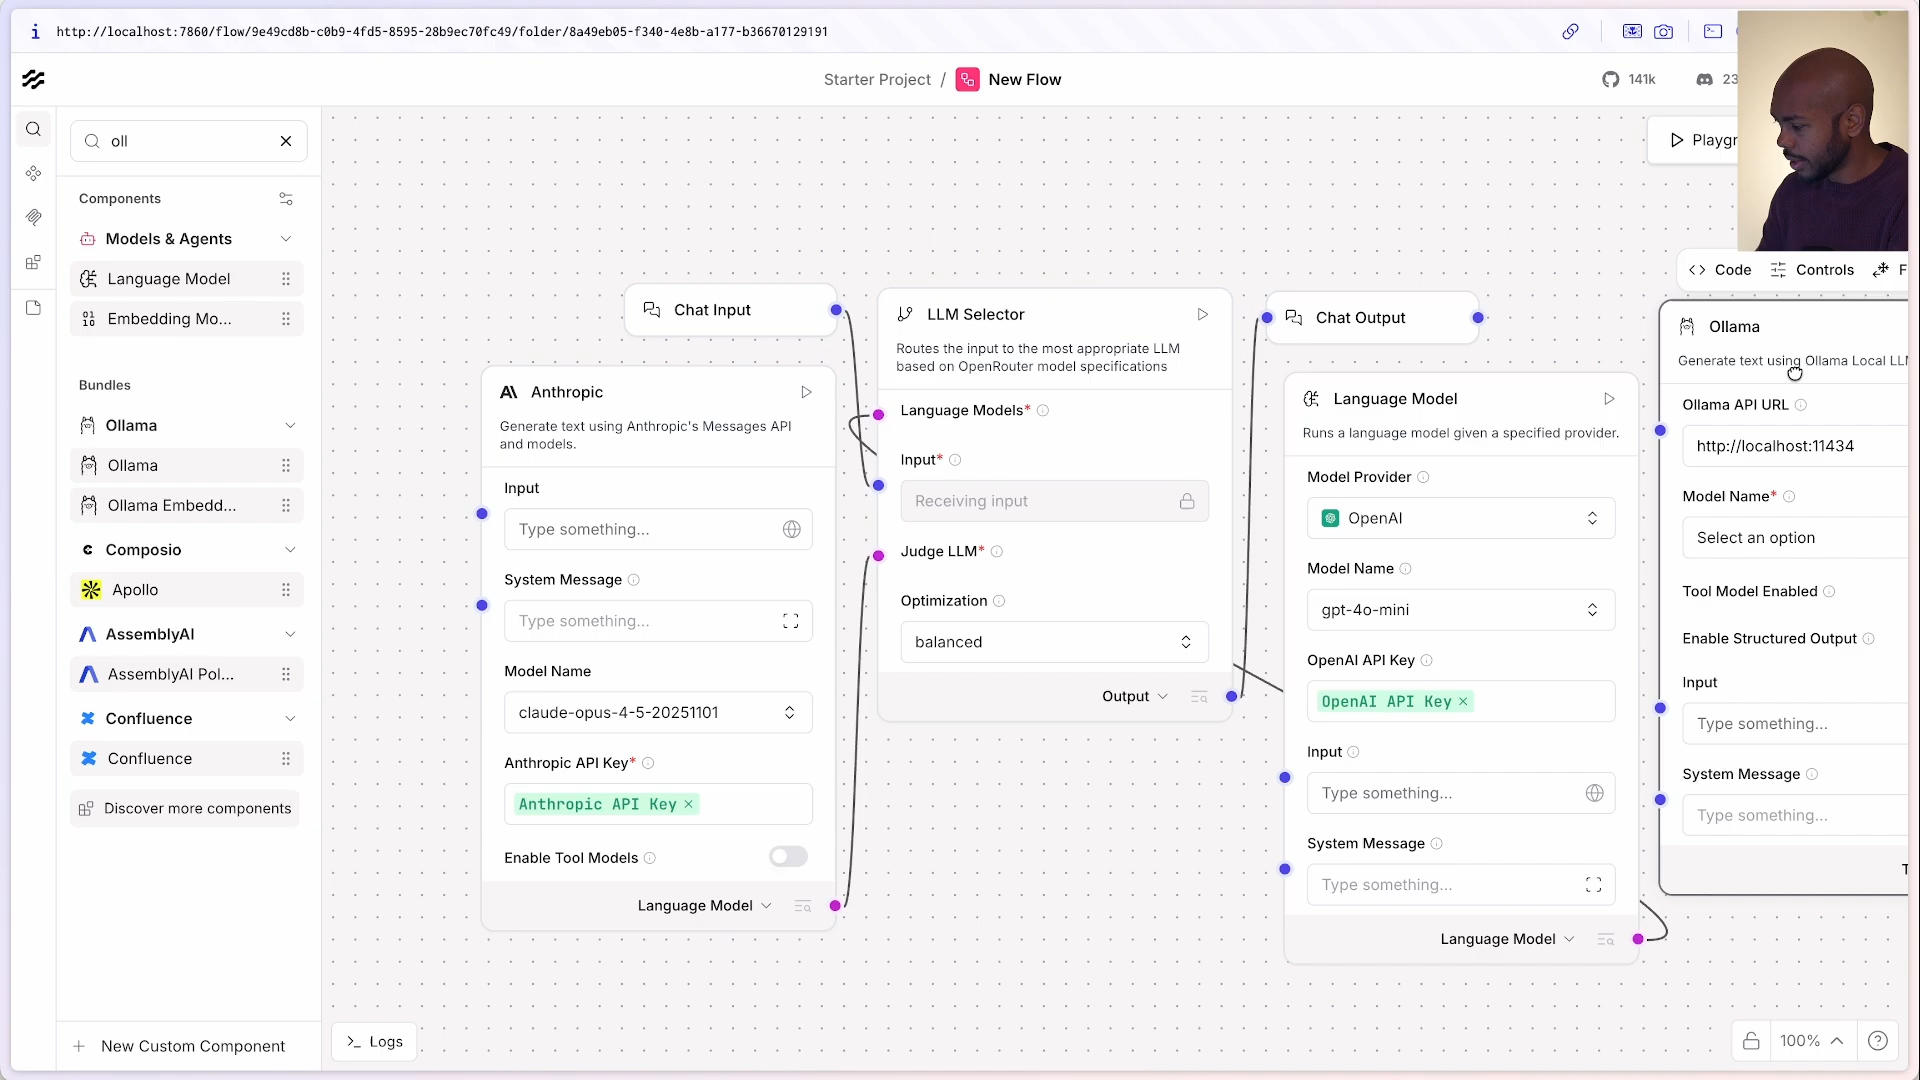 http://localhost:7860/flow/9e49cd8b-c0b9-4fd5-8595-28b9ec70fc49/folder/8a49eb05-f340-4e8b-a177-b36670129191
Starter Project / New Flow
141k
23
oll
Components
Models & Agents
Language Model
Embedding Mo...
Bundles
Ollama
Ollama
Ollama Embedd...
Composio
Apollo
AssemblyAI
AssemblyAI Pol...
Confluence
Confluence
Discover more components
New Custom Component
Playgr
Chat Input
Anthropic
Generate text using Anthropic's Messages API
and models.
Input
Type something...
System Message
Type something...
Model Name
claude-opus-4-5-20251101
Anthropic API Key*
Anthropic API Key ×
Enable Tool Models
Language Model
LLM Selector
Routes the input to the most appropriate LLM
based on OpenRouter model specifications
Language Models*
Input*
Receiving input
Judge LLM*
Optimization
balanced
Output
Chat Output
Language Model
Runs a language model given a specified provider.
Model Provider
OpenAI
Model Name
gpt-4o-mini
OpenAI API Key
OpenAI API Key ×
Input
Type something...
System Message
Type something...
Language Model
Code
Controls
F
Ollama
Generate text using Ollama Local LL
Ollama API URL
http://localhost:11434
Model Name*
Select an option
Tool Model Enabled
Enable Structured Output
Input
Type something...
System Message
Type something...
T
>_ Logs
100%